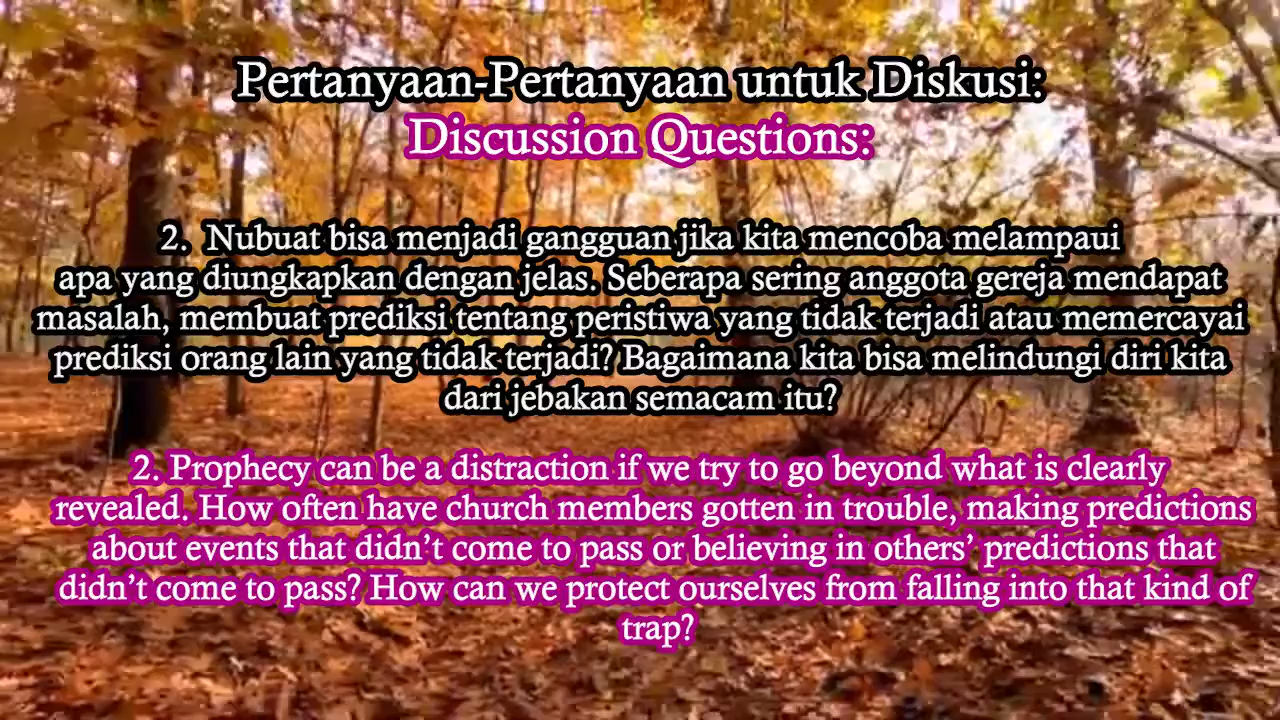 Pertanyaan-Pertanyaan untuk Diskusi:
Discussion Questions:
2.  Nubuat bisa menjadi gangguan jika kita mencoba melampaui
apa yang diungkapkan dengan jelas. Seberapa sering anggota gereja mendapat
masalah, membuat prediksi tentang peristiwa yang tidak terjadi atau memercayai
prediksi orang lain yang tidak terjadi? Bagaimana kita bisa melindungi diri kita
dari jebakan semacam itu?
2. Prophecy can be a distraction if we try to go beyond what is clearly
revealed. How often have church members gotten in trouble, making predictions
about events that didn’t come to pass or believing in others’ predictions that
didn’t come to pass? How can we protect ourselves from falling into that kind of
trap?